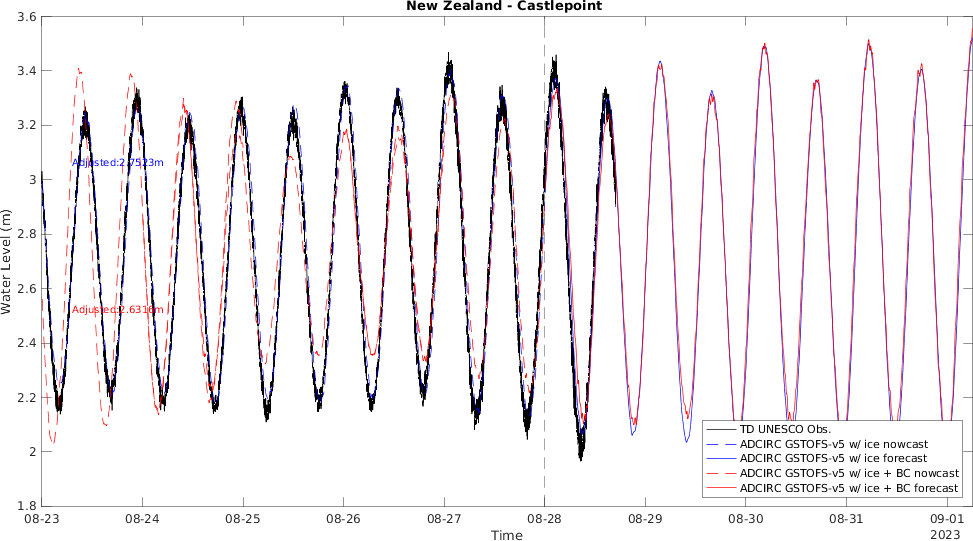 New Zealand - Castlepoint
3.6
3.4
3.2
3
2.8
2.6
2.4
2.2
2
1.8
Water Level (m)
Adjusted:2.7523m
Adjusted:2.6316m
TD UNESCO Obs.
ADCIRC GSTOFS-v5 w/ ice nowcast
ADCIRC GSTOFS-v5 w/ ice forecast
ADCIRC GSTOFS-v5 w/ ice + BC nowcast
ADCIRC GSTOFS-v5 w/ ice + BC forecast
08-23 08-24 08-25 08-26 08-27 08-28 08-29 08-30 08-31 09-01
2023
Time